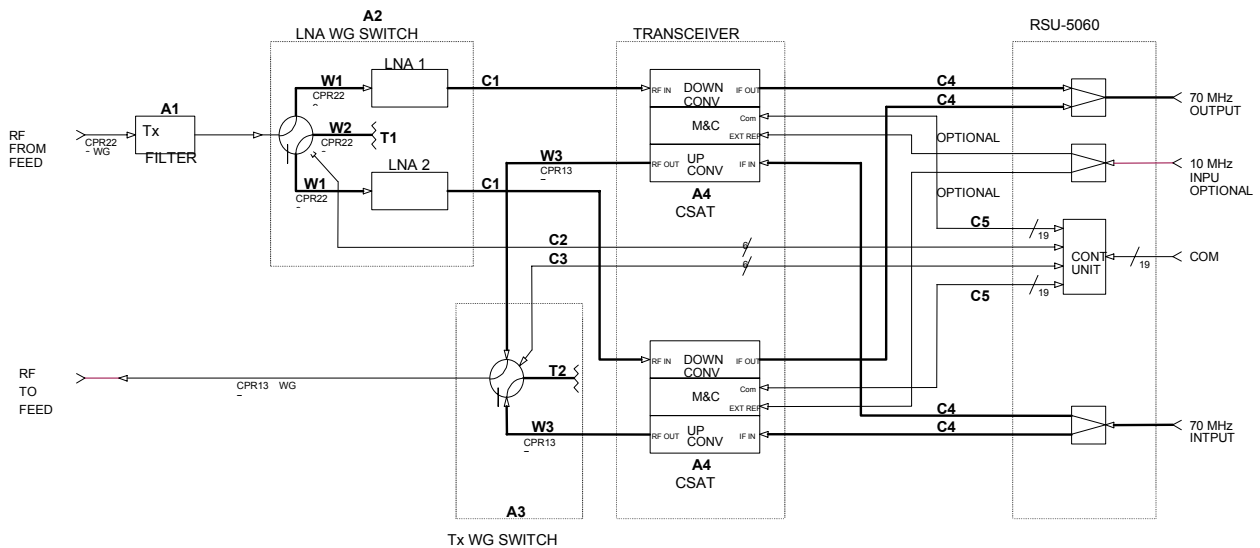 A2
LNA WG SWITCH
TRANSCEIVER
RSU-5060
LNA 1
W1
CPR22
C1
RF IN
DOWN
CONV
IF OUT
C4
C4
70 MHz
OUTPUT
A1
Tx
FILTER
RF
FROM
FEED
CPR22
WG
W2
CPR22
T1
M&C
Com
EXT REF
OPTIONAL
W3
CPR13
RF OUT
UP
CONV
IF IN
10 MHz
INPU
OPTIONAL
LNA 2
W1
CPR22
C1
A4
CSAT
OPTIONAL
C5
19
C2
6
C3
6
CONT
UNIT
19
COM
C5
19
RF
TO
FEED
CPR13 WG
T2
RF IN
DOWN
CONV
IF OUT
M&C
Com
EXT REF
W3
CPR13
RF OUT
UP
CONV
IF IN
C4
C4
70 MHz
INTPUT
A4
CSAT
A3
Tx WG SWITCH